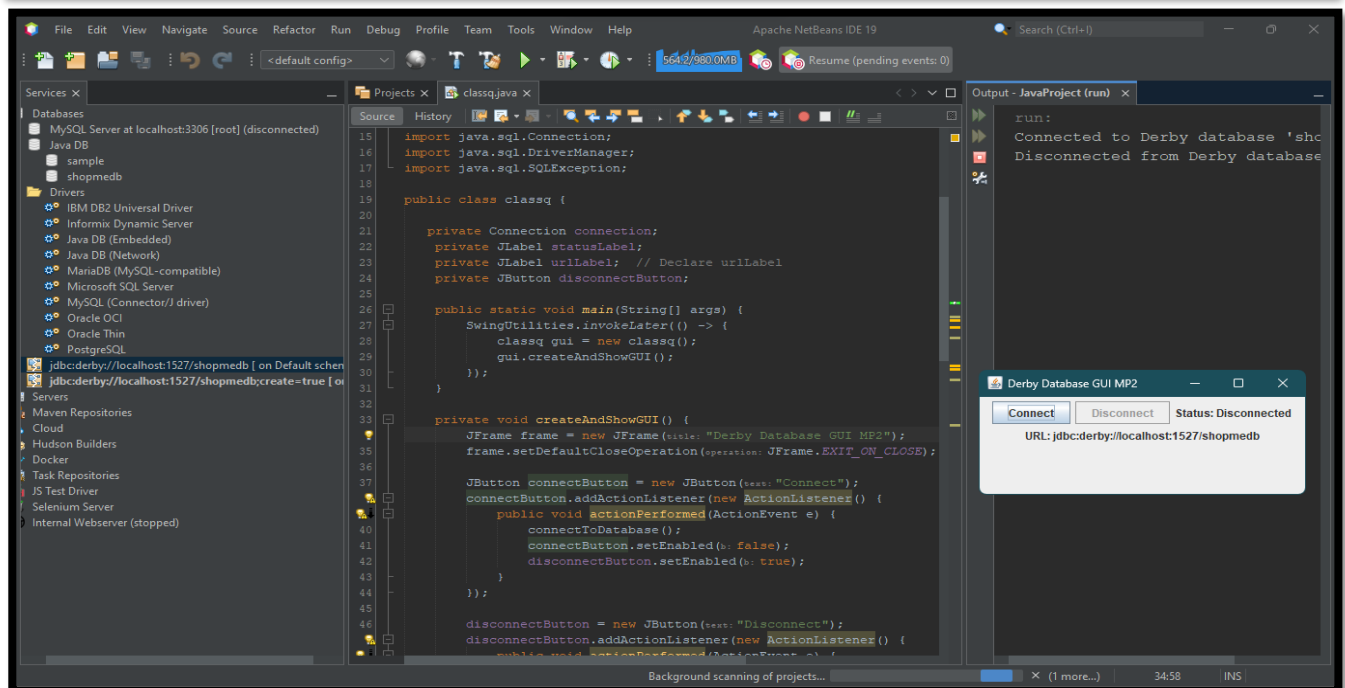 File Edit View Navigate Source Refactor Run Debug Profile Team Tools Window Help Apache NetBeans IDE 19 Search (Ctrl+I)
<default config> 564.2/980.0MB Resume (pending events: 0)
Services
Databases
MySQL Server at localhost:3306 [root] (disconnected)
Java DB
sample
shopmedb
Drivers
IBM DB2 Universal Driver
Informix Dynamic Server
Java DB (Embedded)
Java DB (Network)
MariaDB (MySQL-compatible)
Microsoft SQL Server
MySQL (Connector/J driver)
Oracle OCI
Oracle Thin
PostgreSQL
jdbc:derby://localhost:1527/shopmedb [ on Default schem
jdbc:derby://localhost:1527/shopmedb;create=true [ on
Servers
Maven Repositories
Cloud
Hudson Builders
Docker
Task Repositories
JS Test Driver
Selenium Server
Internal Webserver (stopped)
Projects classq.java
Source History
15 import java.sql.Connection;
16 import java.sql.DriverManager;
17 import java.sql.SQLException;
18
19 public class classq {
20
21 private Connection connection;
22 private JLabel statusLabel;
23 private JLabel urlLabel; // Declare urlLabel
24 private JButton disconnectButton;
25
26 public static void main(String[] args) {
27 SwingUtilities.invokeLater(() -> {
28 classq gui = new classq();
29 gui.createAndShowGUI();
30 });
31 }
32
33 private void createAndShowGUI() {
JFrame frame = new JFrame(title: "Derby Database GUI MP2");
35 frame.setDefaultCloseOperation(operation: JFrame.EXIT_ON_CLOSE);
36
37 JButton connectButton = new JButton(text: "Connect");
connectButton.addActionListener(new ActionListener() {
public void actionPerformed(ActionEvent e) {
40 connectToDatabase();
41 connectButton.setEnabled(b: false);
42 disconnectButton.setEnabled(b: true);
43 }
44 });
45
46 disconnectButton = new JButton(text: "Disconnect");
disconnectButton.addActionListener(new ActionListener() {
public void actionPerformed(ActionEvent e) {
Output - JavaProject (run)
run:
Connected to Derby database 'sho
Disconnected from Derby database
Derby Database GUI MP2
Connect Disconnect Status: Disconnected
URL: jdbc:derby://localhost:1527/shopmedb
Background scanning of projects... (1 more...) 34:58 INS